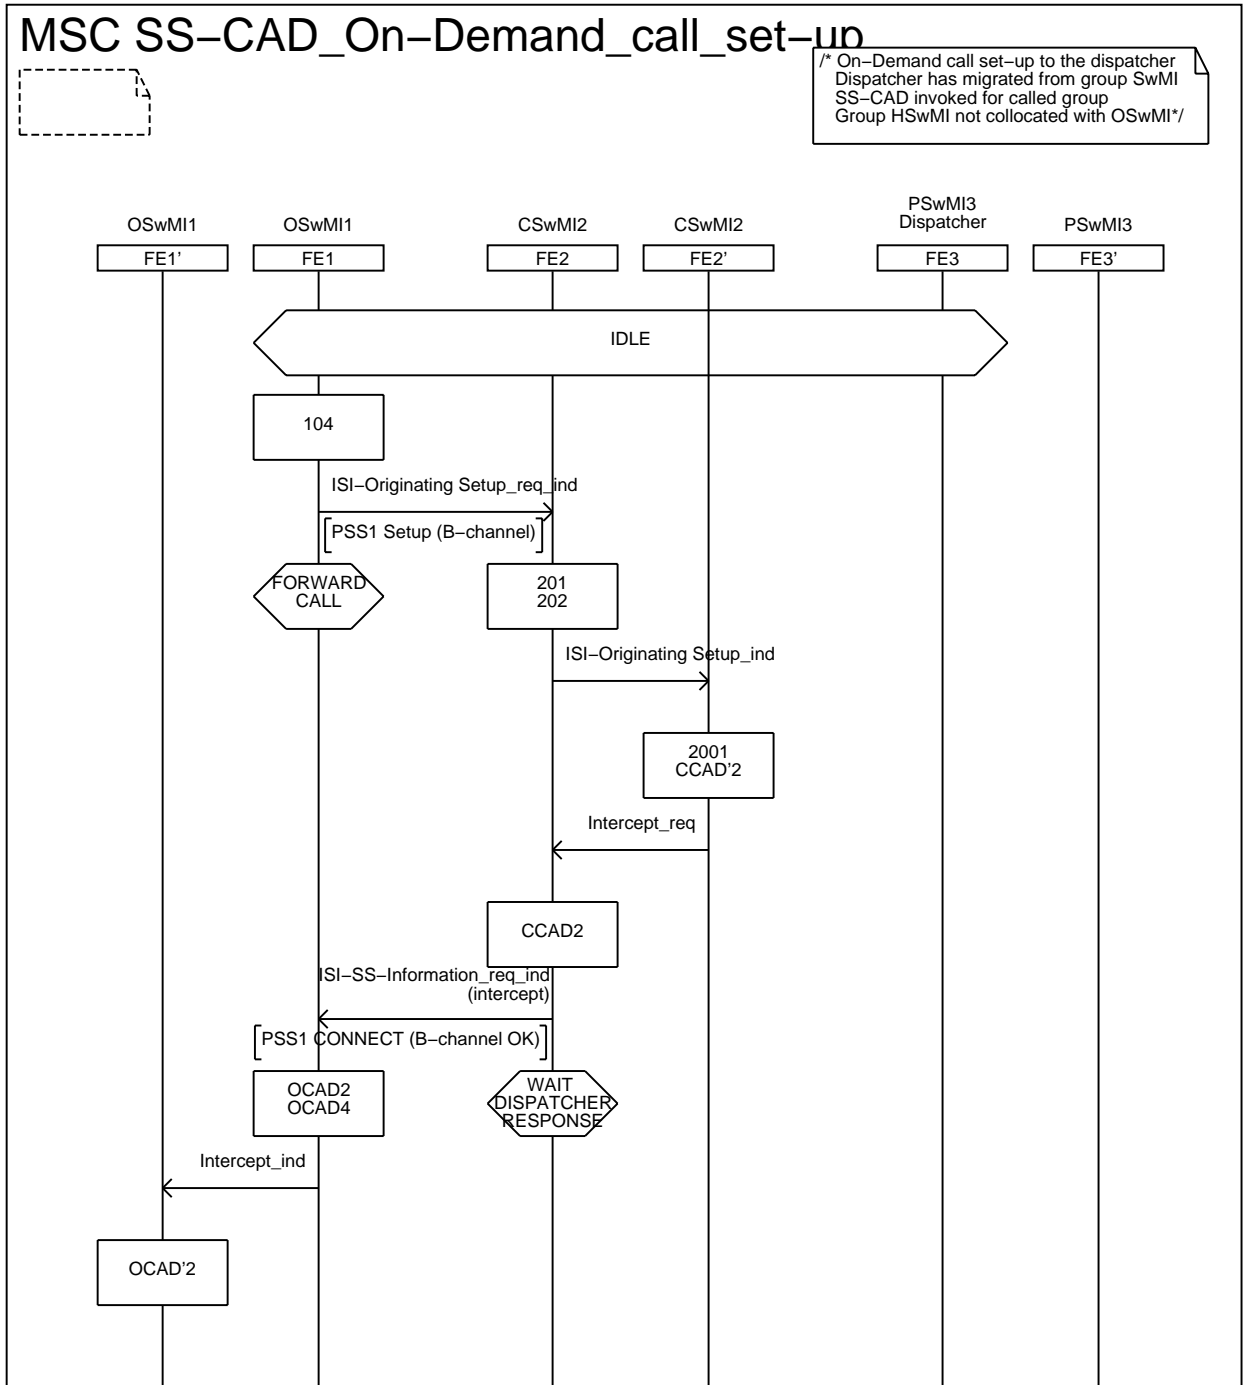 MSC SS−CAD_On−Demand_call_set−up
/* On−Demand call set−up to the dispatcher
Dispatcher has migrated from group SwMI
SS−CAD invoked for called group
Group HSwMI not collocated with OSwMI*/
PSwMI3
OSwMI1 OSwMI1 CSwMI2 CSwMI2 Dispatcher PSwMI3
FE1' FE1 FE2 FE2' FE3 FE3'
IDLE
104
ISI−Originating Setup_req_ind
PSS1 Setup (B−channel)
FORWARD 201
CALL 202
ISI−Originating Setup_ind
2001
CCAD'2
Intercept_req
CCAD2
ISI−SS−Information_req_ind
(intercept)
PSS1 CONNECT (B−channel OK)
OCAD2
OCAD4
WAIT
DISPATCHER
RESPONSE
Intercept_ind
OCAD'2